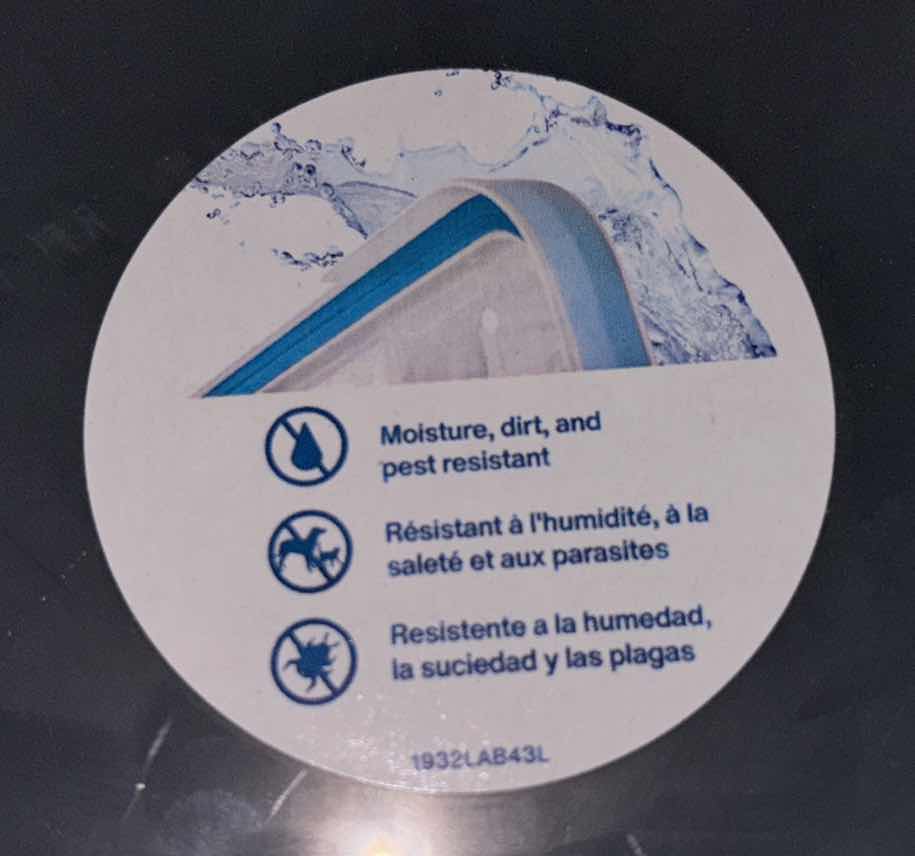 Moisture, dirt, and
pest resistant
Résistant à l'humidité, à la
saleté et aux parasites
Resistente a la humedad,
la suciedad y las plagas
1932LAB43L